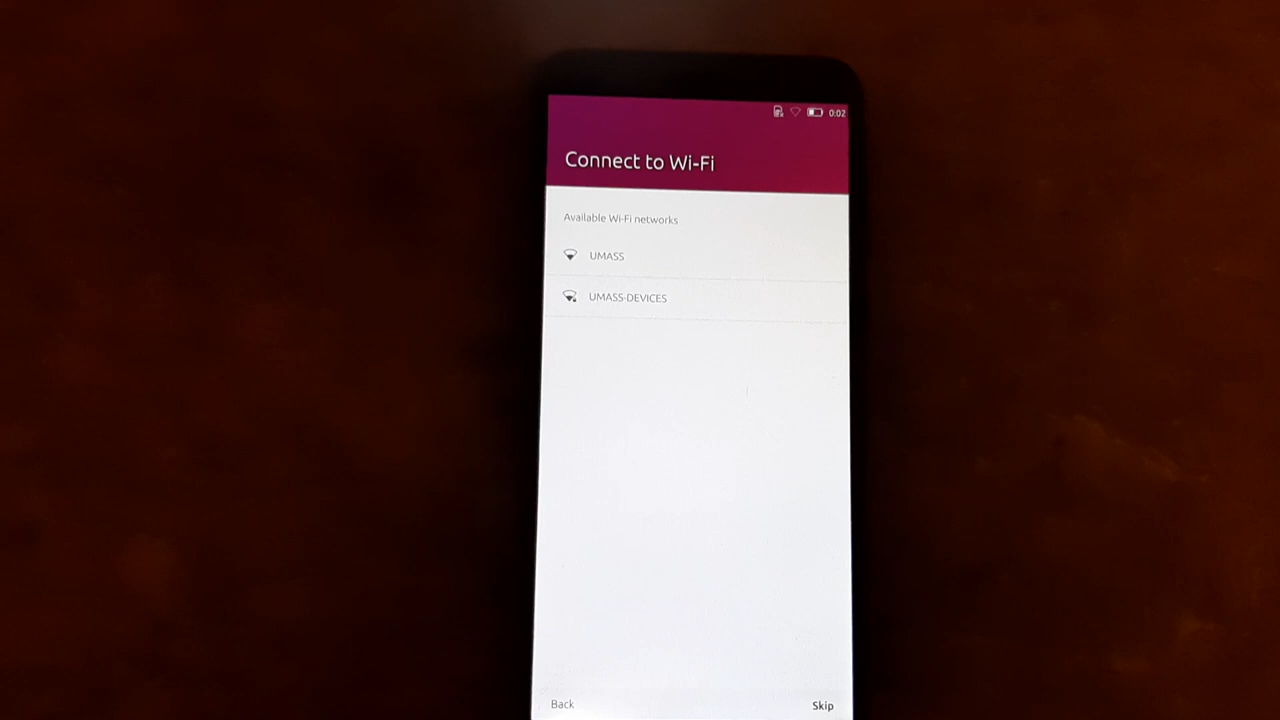 0:02
Connect to Wi-Fi
Available Wi-Fi networks
UMASS
UMASS-DEVICES
Back Skip